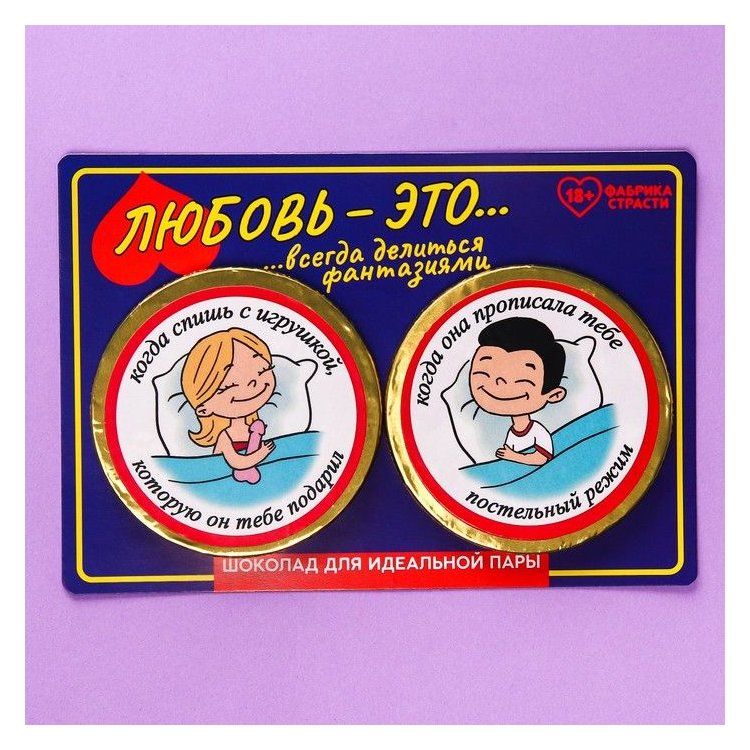 ЛЮБОВЬ – ЭТО...
...всегда делиться
фантазиями
18+
ФАБРИКА
СТРАСТИ
когда спишь с игрушкой,
которую он тебе подарил
когда она прописала тебе
постельный режим
ШОКОЛАД ДЛЯ ИДЕАЛЬНОЙ ПАРЫ